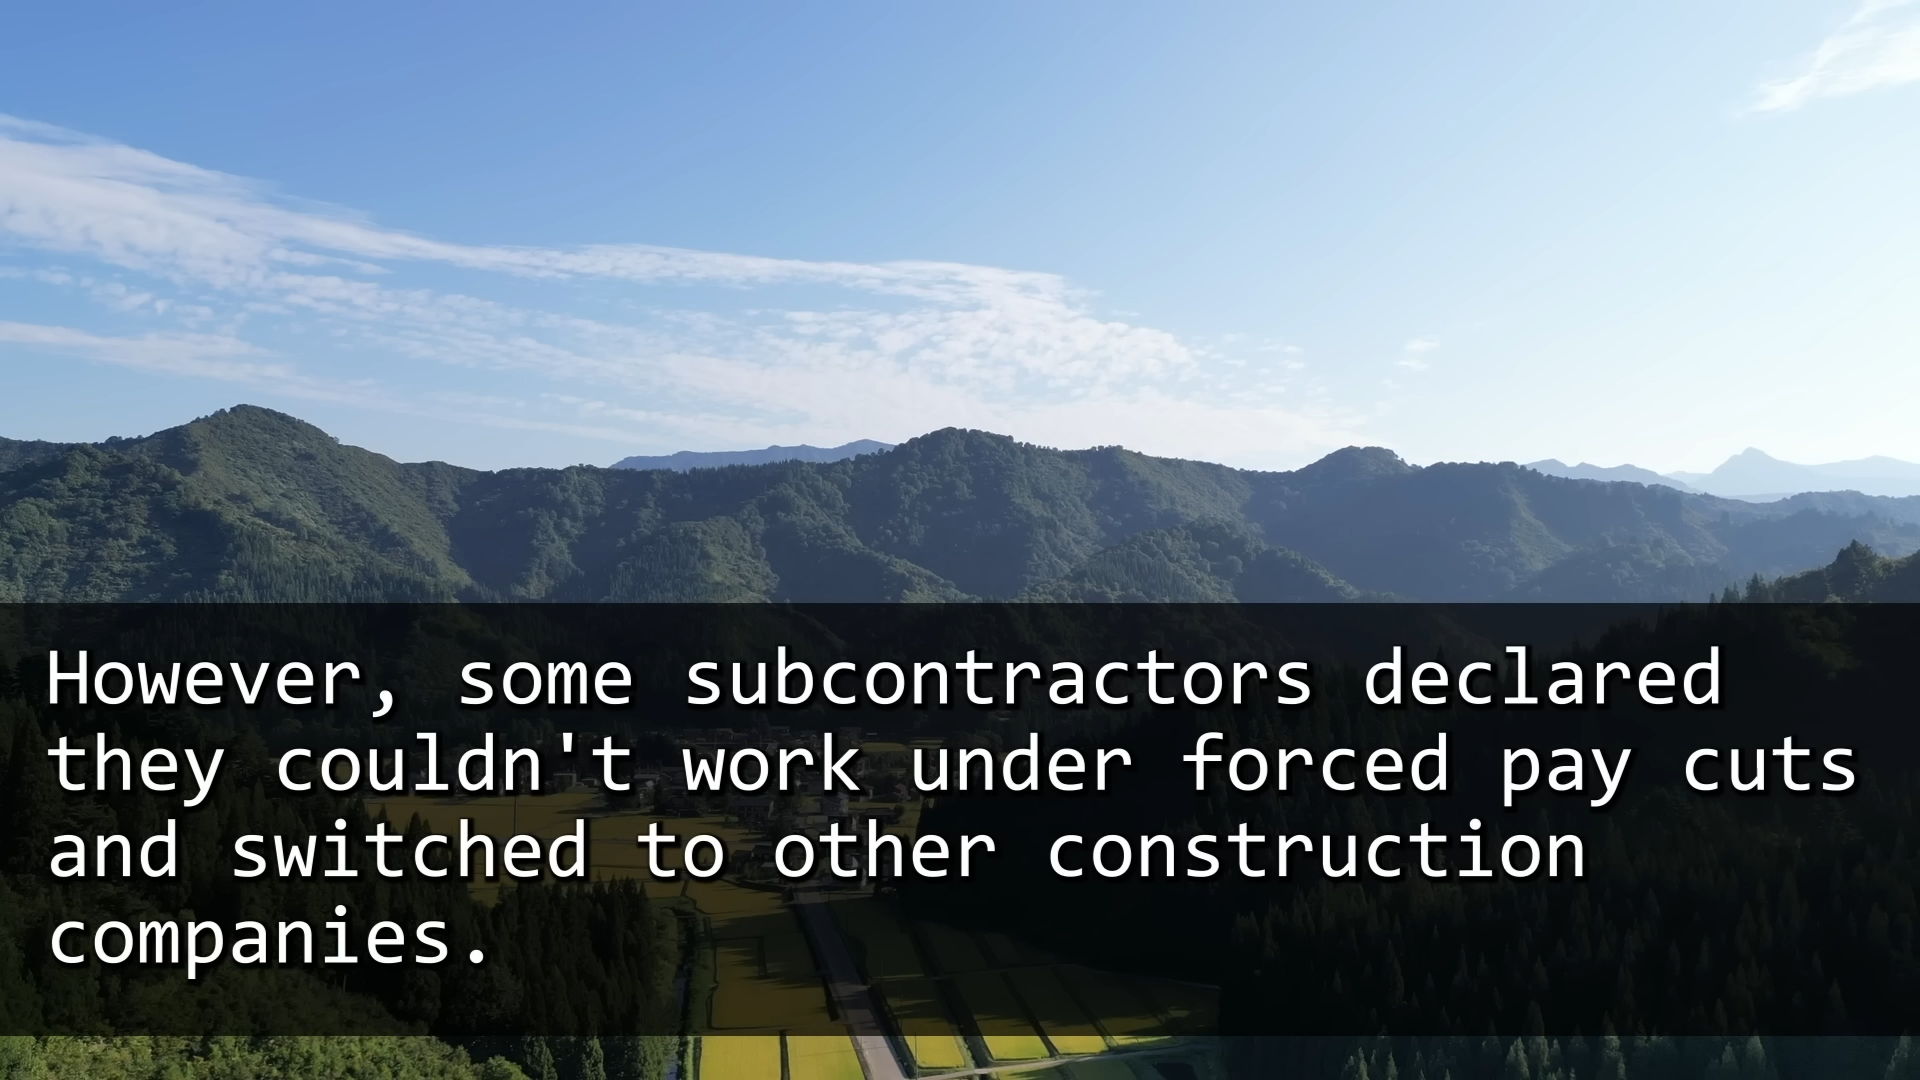 However, some subcontractors declared
they couldn't work under forced pay cuts
and switched to other construction
companies.